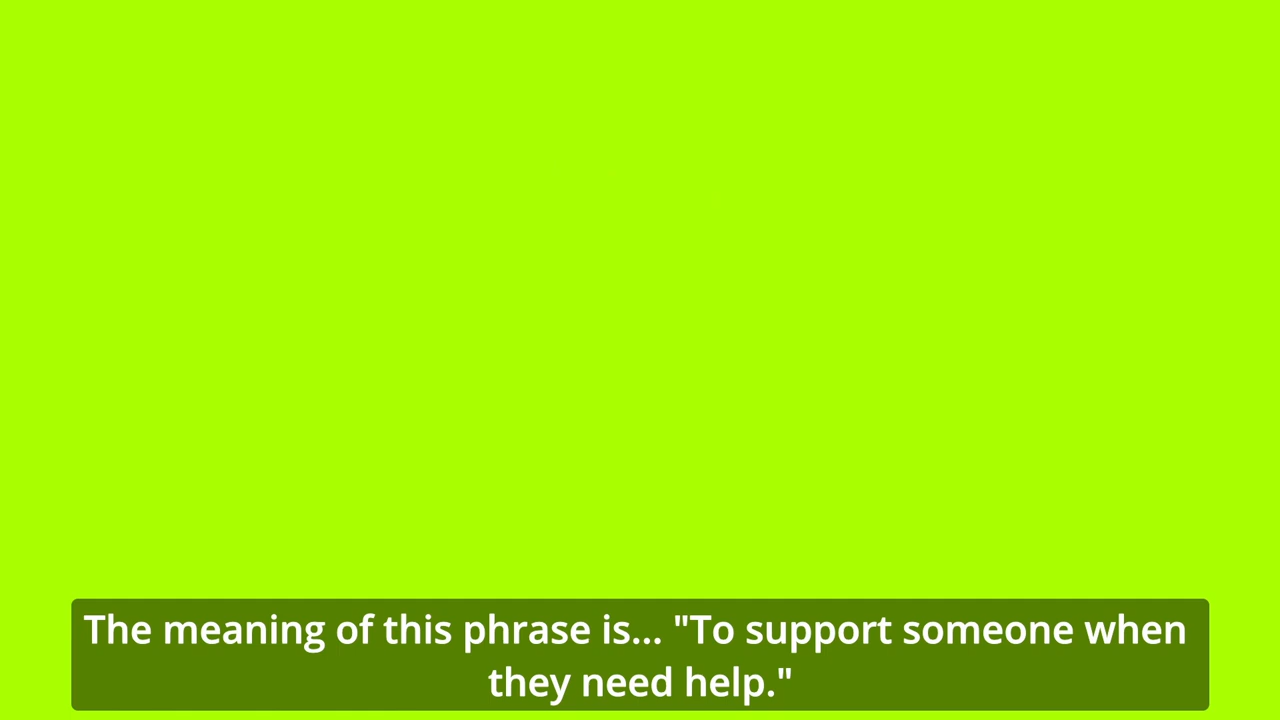 The meaning of this phrase is... "To support someone when
they need help."